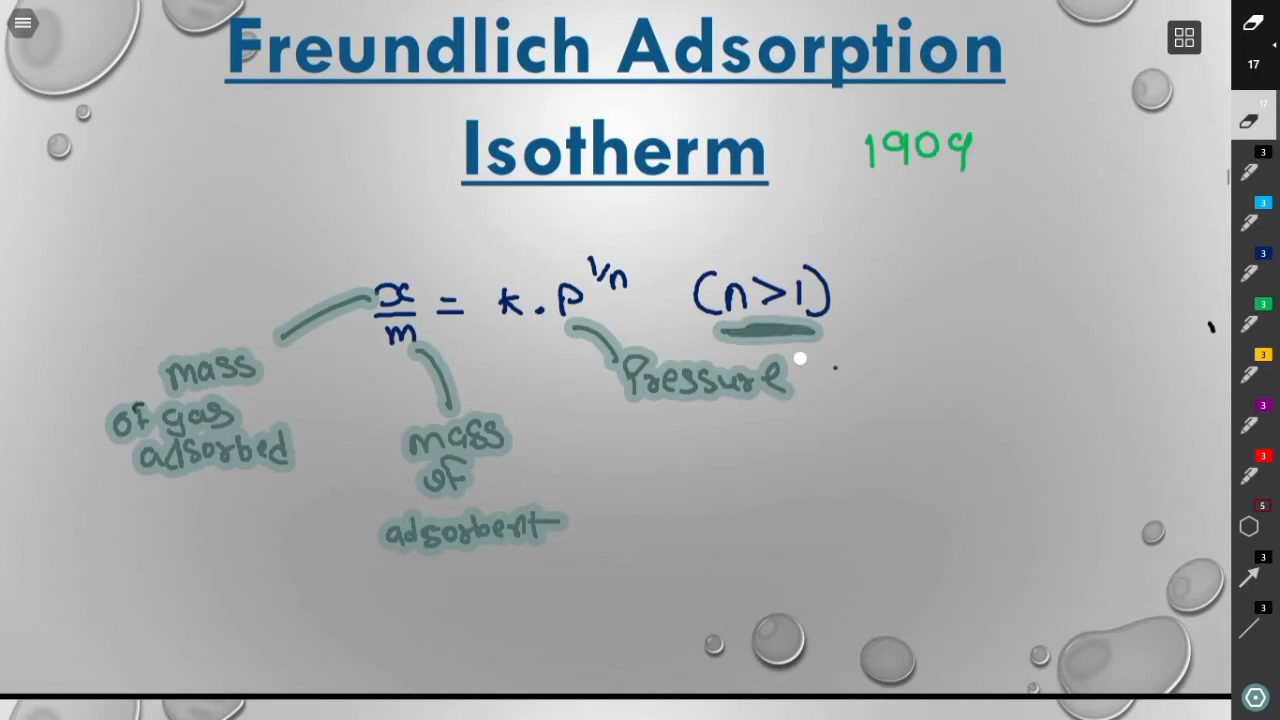 Freundlich Adsorption
Isotherm
1909
x/m = k . P^1/n (n>1)
mass
of gas
adsorbed
mass
of
adsorbent
Pressure
17
17
3
3
3
3
3
3
3
5
3
3